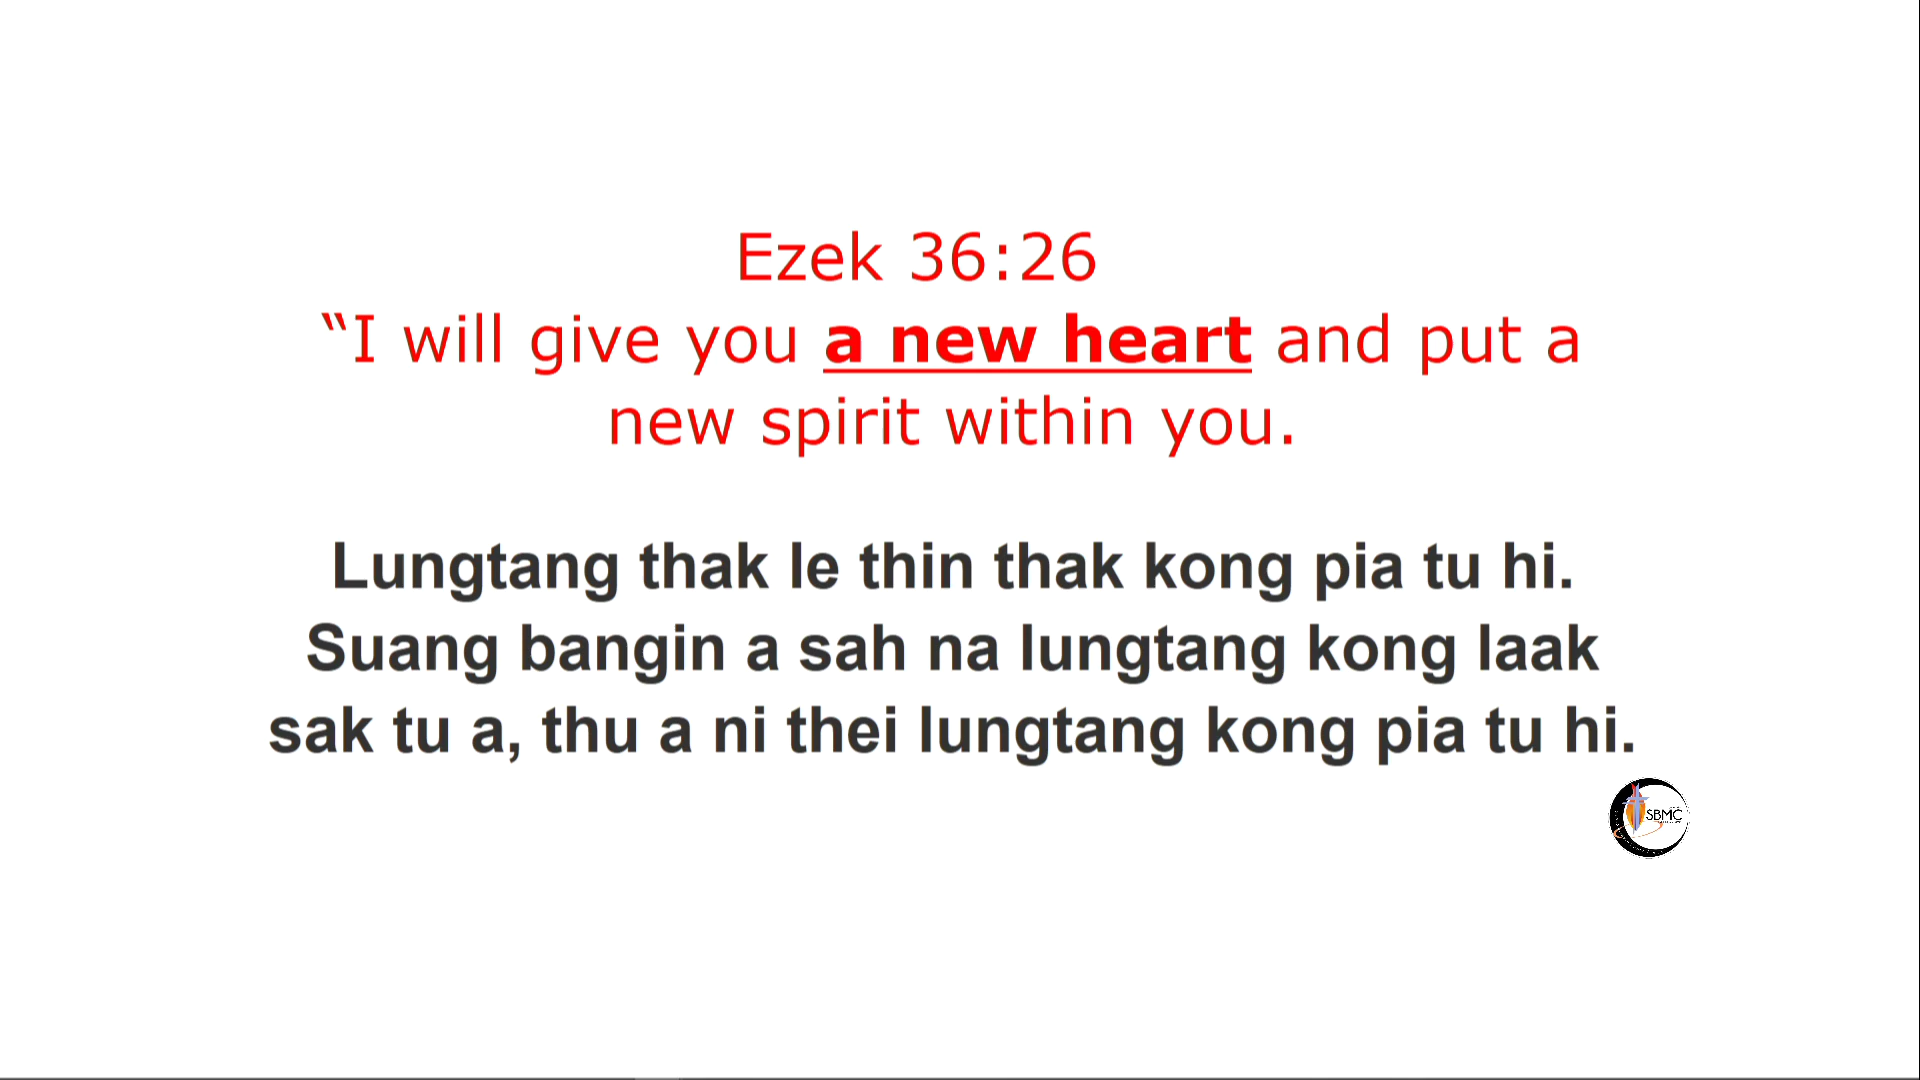 Ezek 36:26
“I will give you a new heart and put a
new spirit within you.
Lungtang thak le thin thak kong pia tu hi.
Suang bangin a sah na lungtang kong laak
sak tu a, thu a ni thei lungtang kong pia tu hi.
SBMC